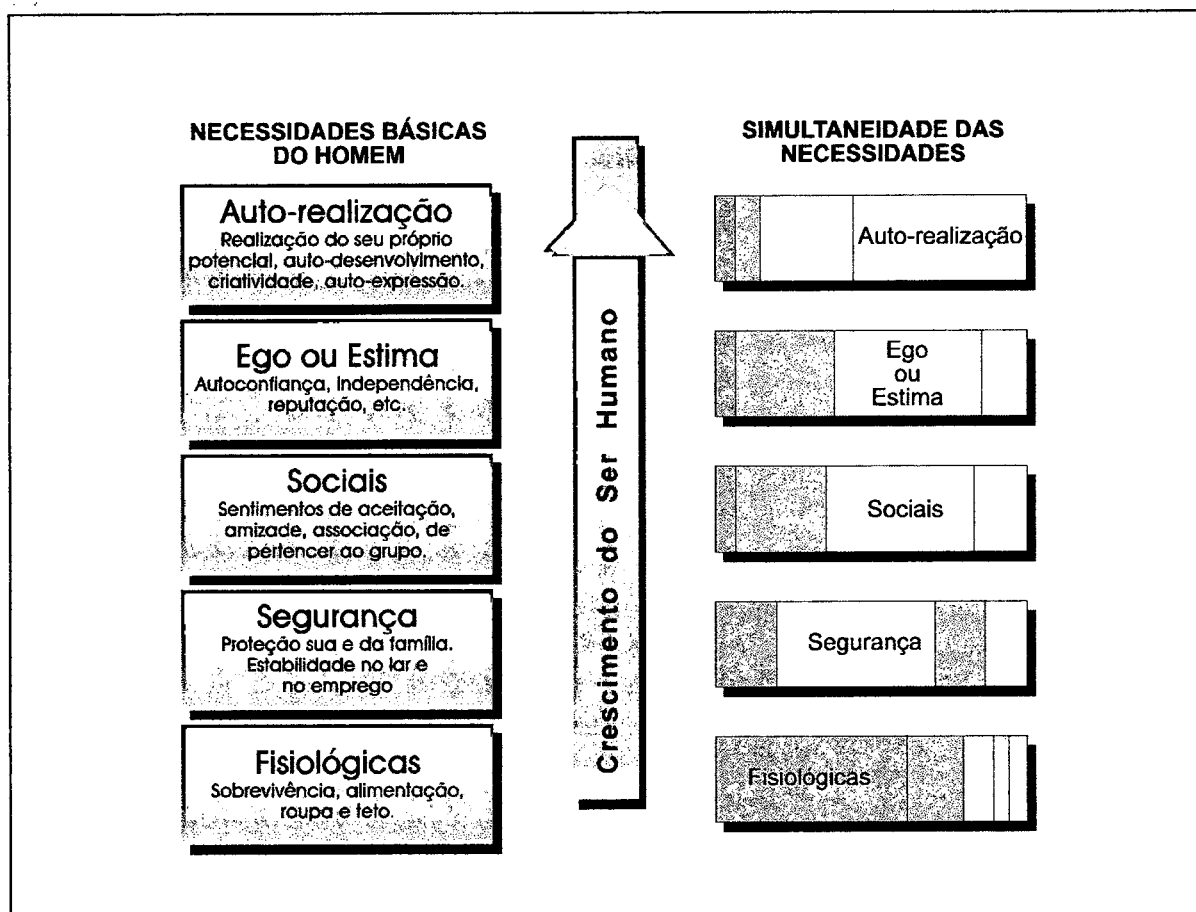 NECESSIDADES BÁSICAS
DO HOMEM
Auto-realização
Realização do seu próprio
potencial, auto-desenvolvimento,
criatividade, auto-expressão.
Ego ou Estima
Autoconfiança, Independência,
reputação, etc.
Sociais
Sentimentos de aceitação,
amizade, associação, de
pertencer ao grupo.
Segurança
Proteção sua e da família.
Estabilidade no lar e
no emprego
Fisiológicas
Sobrevivência, alimentação,
roupa e teto.
Crescimento do Ser Humano
SIMULTANEIDADE DAS
NECESSIDADES
Auto-realização
Ego
ou
Estima
Sociais
Segurança
Fisiológicas